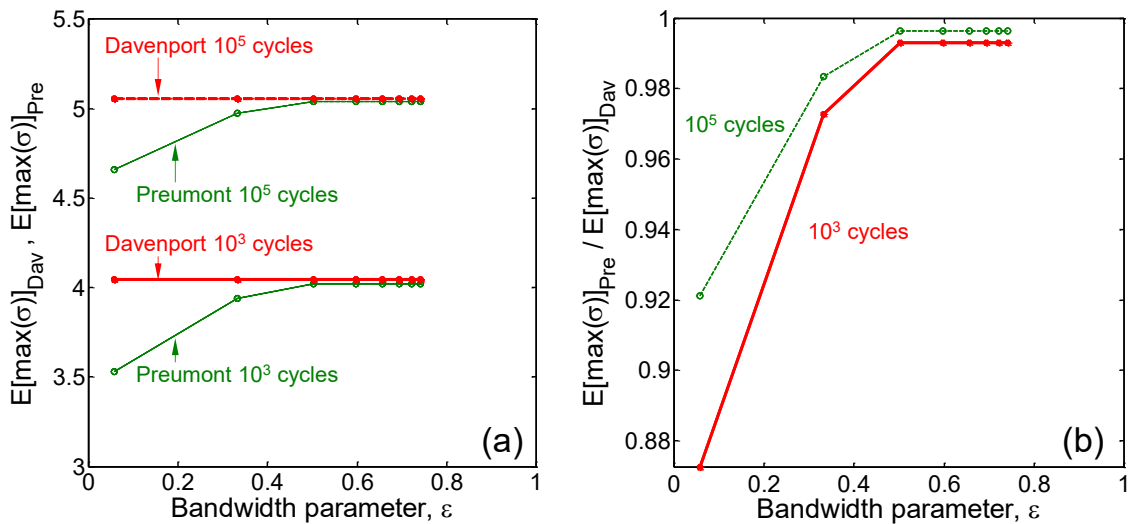 5.5
5
4.5
4
3.5
3
0
0.2
0.4
0.6
0.8
1
E[max(σ)]Dav , E[max(σ)]Pre
Davenport 10⁵ cycles
Preumont 10⁵ cycles
Davenport 10³ cycles
Preumont 10³ cycles
(a)
Bandwidth parameter, ε
0.98
0.96
0.94
0.92
0.9
0.88
0
0.2
0.4
0.6
0.8
1
E[max(σ)]Pre / E[max(σ)]Dav
10⁵ cycles
10³ cycles
(b)
Bandwidth parameter, ε